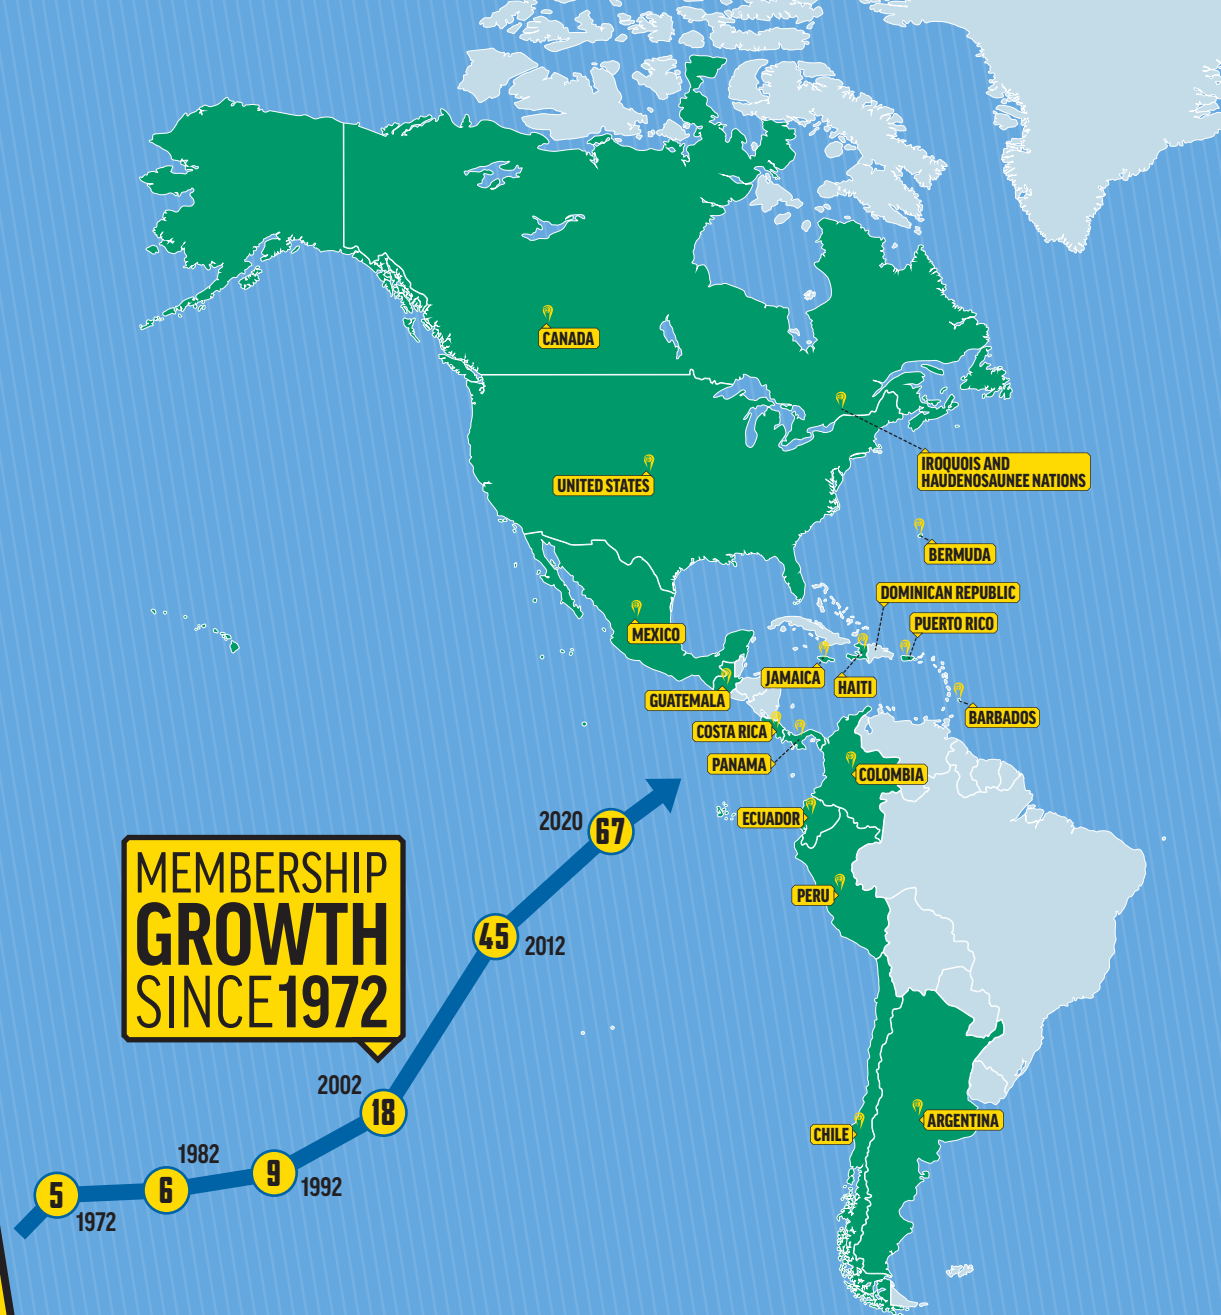 CANADA
IROQUOIS AND
HAUDENOSAUNEE NATIONS
UNITED STATES
BERMUDA
DOMINICAN REPUBLIC
PUERTO RICO
MEXICO
JAMAICA
HAITI
GUATEMALA
BARBADOS
COSTA RICA
PANAMA
COLOMBIA
ECUADOR
PERU
CHILE
ARGENTINA
MEMBERSHIP
GROWTH
SINCE 1972
5
1972
6
1982
9
1992
18
2002
45
2012
67
2020